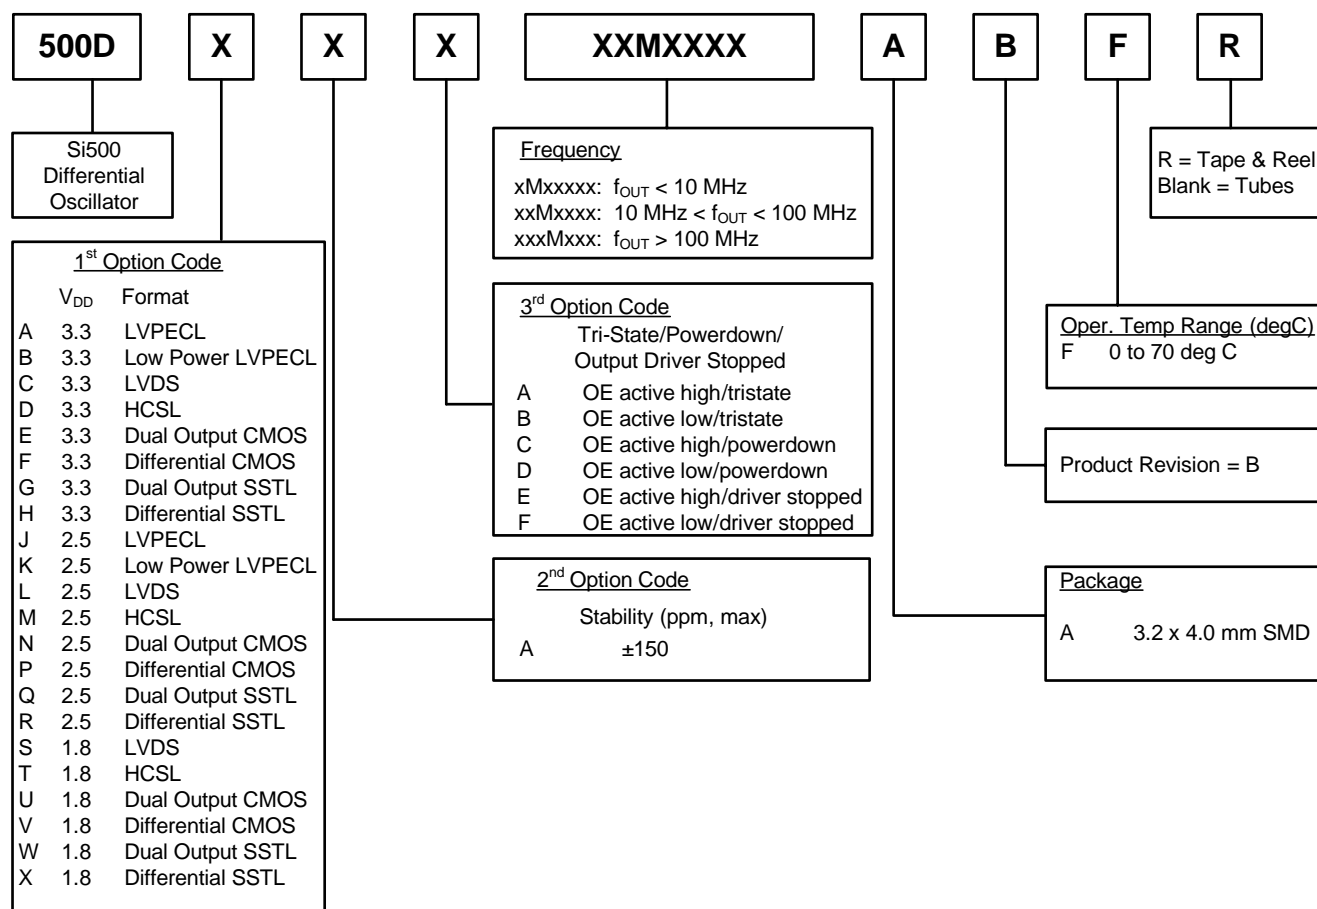 500D X X X XXMXXXX A B F R
Si500
Differential
Oscillator
1st Option Code
VDD Format
A 3.3 LVPECL
B 3.3 Low Power LVPECL
C 3.3 LVDS
D 3.3 HCSL
E 3.3 Dual Output CMOS
F 3.3 Differential CMOS
G 3.3 Dual Output SSTL
H 3.3 Differential SSTL
J 2.5 LVPECL
K 2.5 Low Power LVPECL
L 2.5 LVDS
M 2.5 HCSL
N 2.5 Dual Output CMOS
P 2.5 Differential CMOS
Q 2.5 Dual Output SSTL
R 2.5 Differential SSTL
S 1.8 LVDS
T 1.8 HCSL
U 1.8 Dual Output CMOS
V 1.8 Differential CMOS
W 1.8 Dual Output SSTL
X 1.8 Differential SSTL
Frequency
xMxxxxx: fOUT < 10 MHz
xxMxxxx: 10 MHz < fOUT < 100 MHz
xxxMxxx: fOUT > 100 MHz
3rd Option Code
Tri-State/Powerdown/
Output Driver Stopped
A OE active high/tristate
B OE active low/tristate
C OE active high/powerdown
D OE active low/powerdown
E OE active high/driver stopped
F OE active low/driver stopped
2nd Option Code
Stability (ppm, max)
A ±150
R = Tape & Reel
Blank = Tubes
Oper. Temp Range (degC)
F 0 to 70 deg C
Product Revision = B
Package
A 3.2 x 4.0 mm SMD